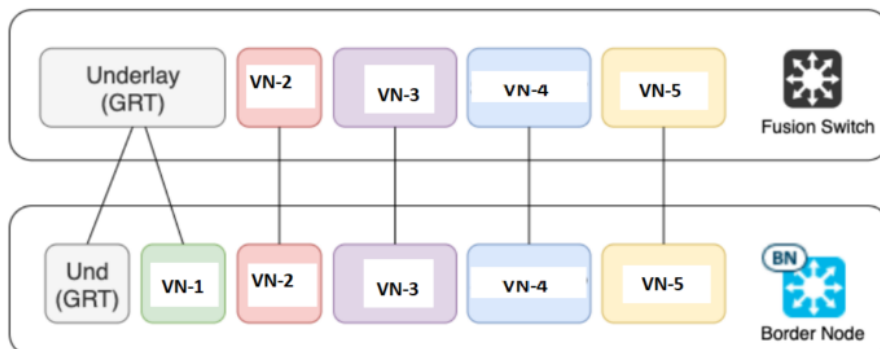 Underlay
(GRT)
VN-2
VN-3
VN-4
VN-5
Fusion Switch
Und
(GRT)
VN-1
VN-2
VN-3
VN-4
VN-5
BN
Border Node